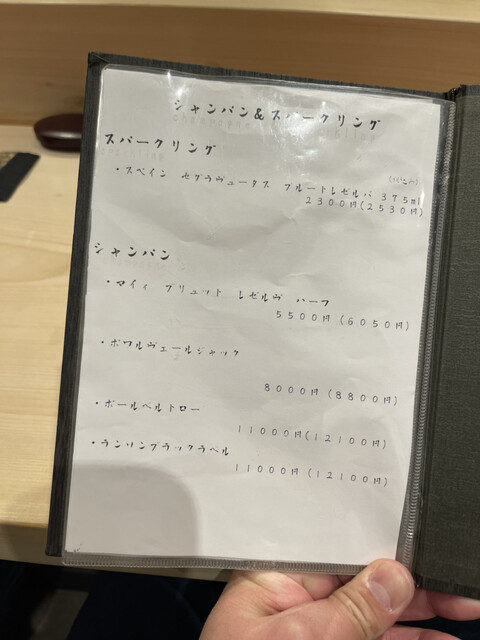 シャンパン&スパークリング
スパークリング
・スペイン セグラヴュータス ブルートレゼルバ 375ml
2300円(2530円)
シャンパン
・マイィ ブリュット レゼルヴ ハーフ
5500円(6050円)
・ポワルヴェールジャック
8000円(8800円)
・ポールヘルトロー
11000円(12100円)
・ランソンブラックラベル
11000円(12100円)